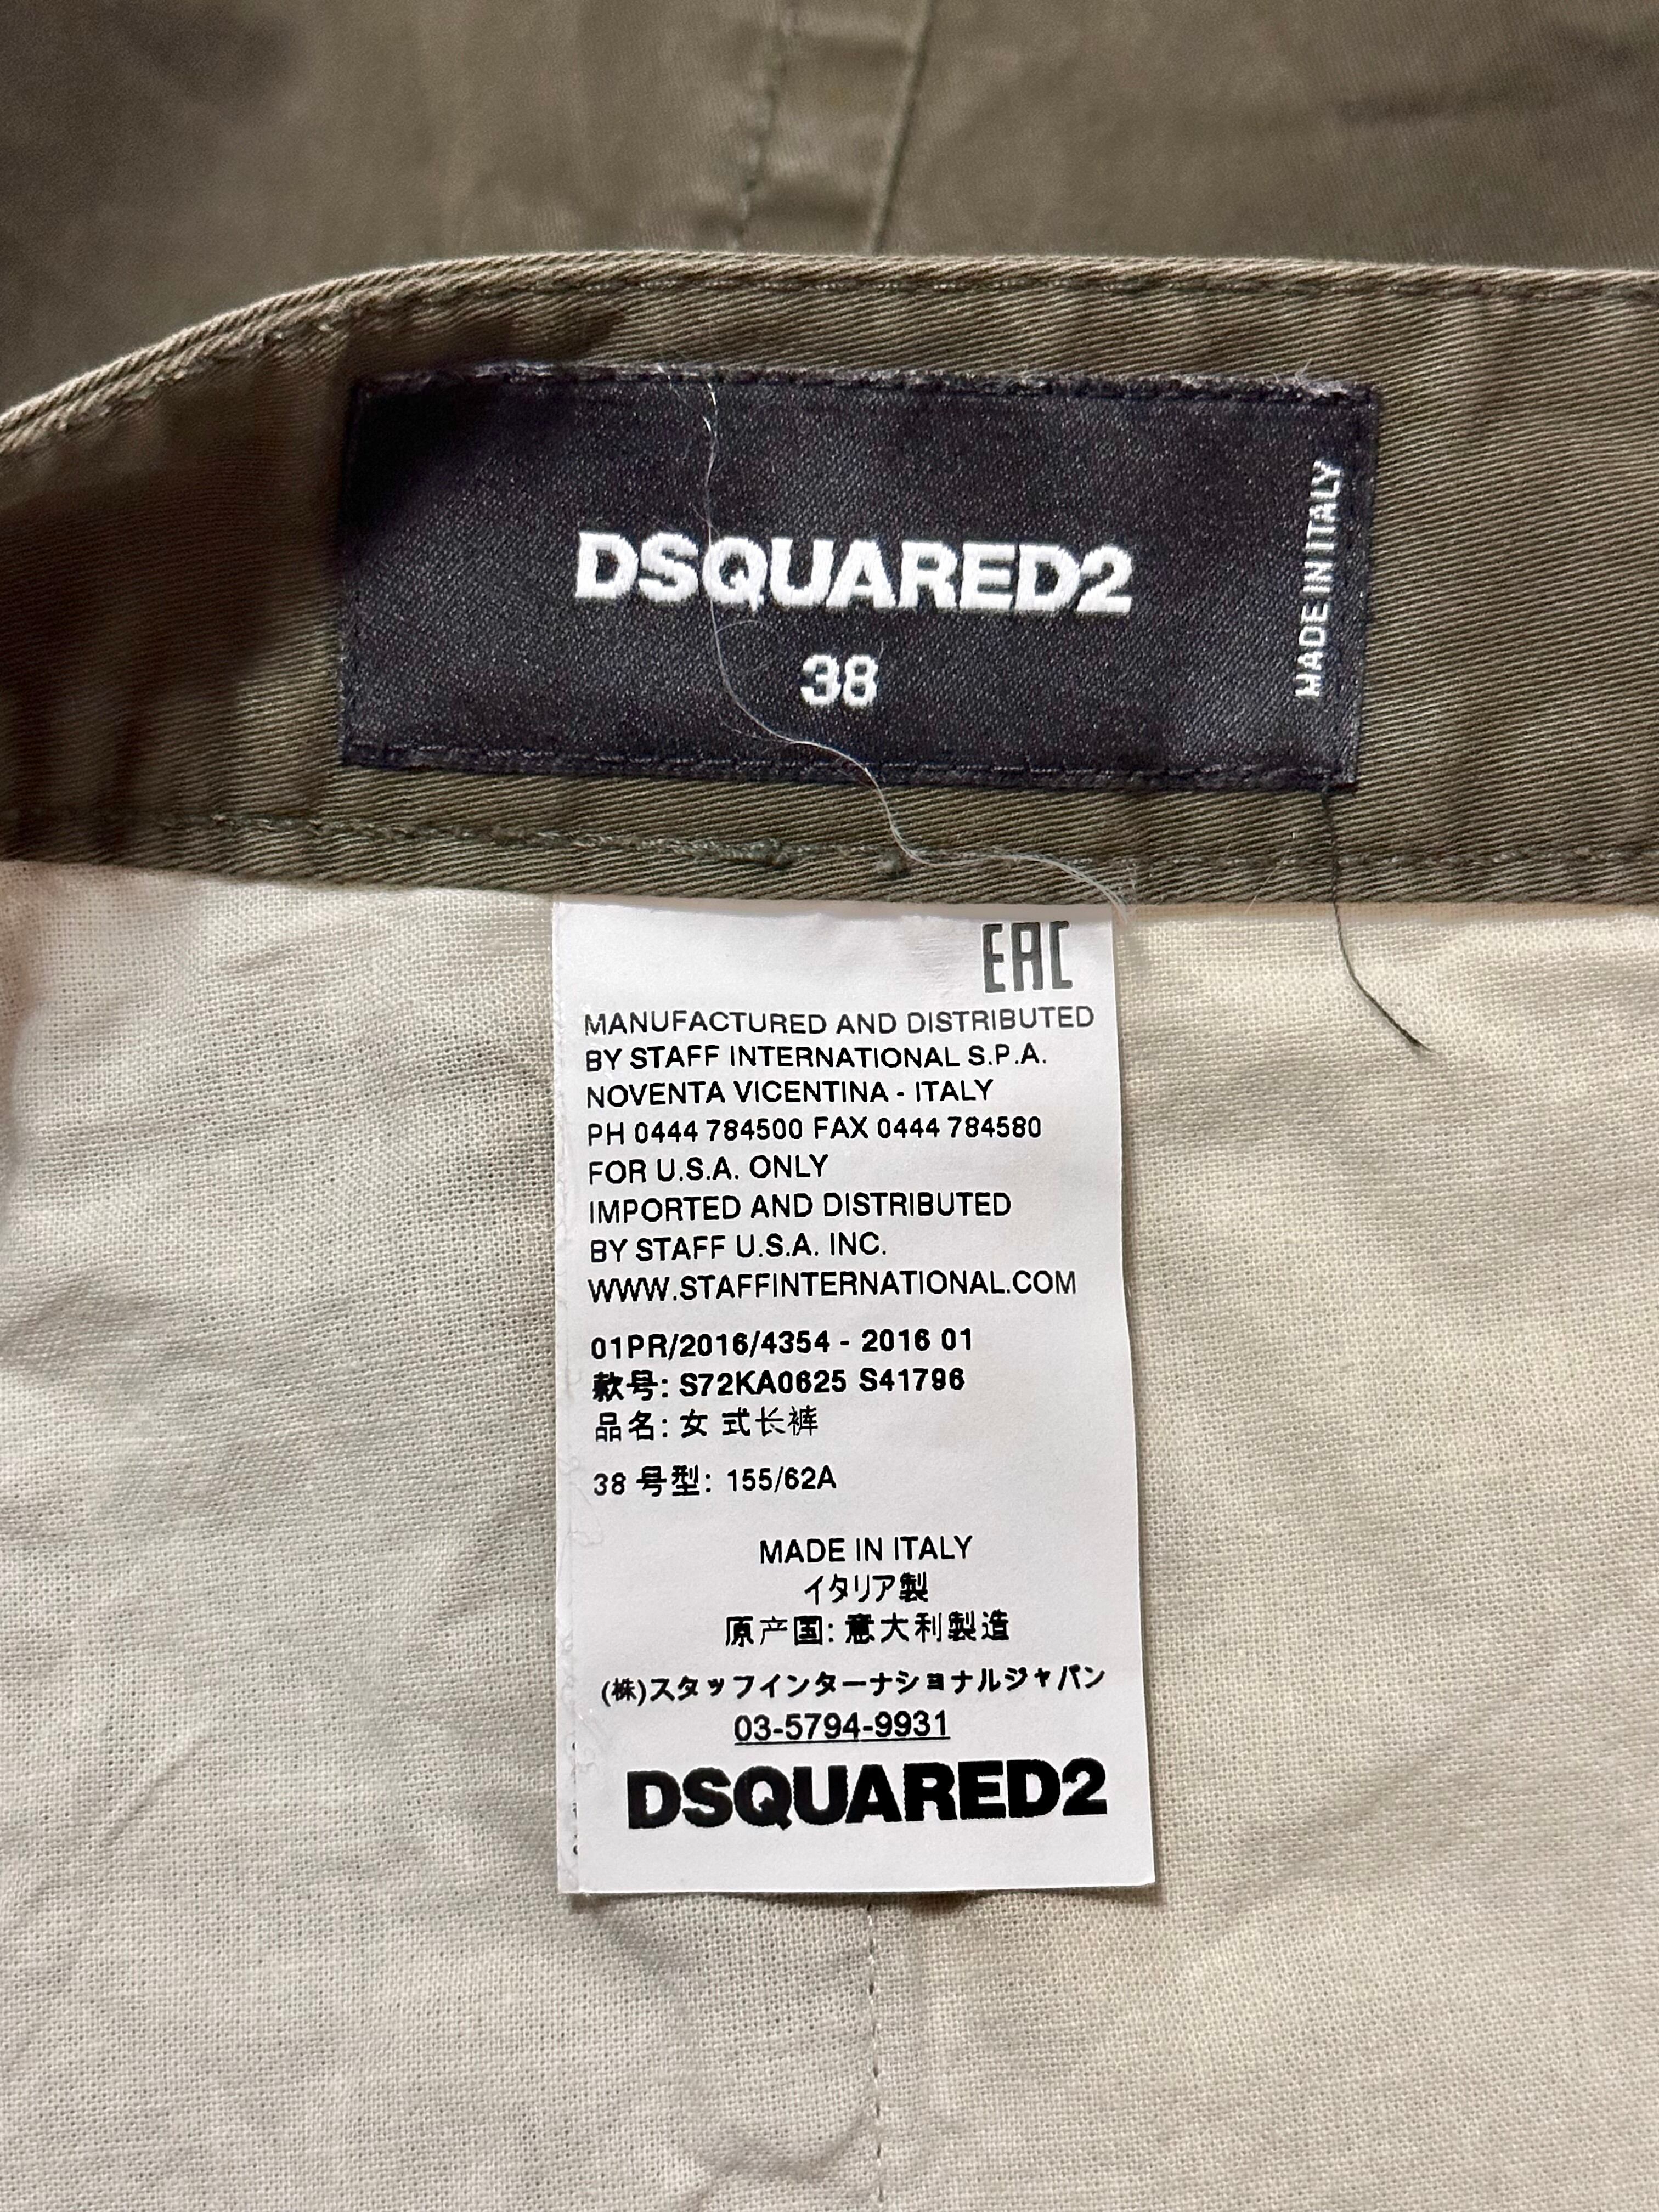 DSQUARED2
38
MADE IN ITALY
EAC
MANUFACTURED AND DISTRIBUTED
BY STAFF INTERNATIONAL S.P.A.
NOVENTA VICENTINA - ITALY
PH 0444 784500 FAX 0444 784580
FOR U.S.A. ONLY
IMPORTED AND DISTRIBUTED
BY STAFF U.S.A. INC.
WWW.STAFFINTERNATIONAL.COM
01PR/2016/4354 - 2016 01
款号: S72KA0625 S41796
品名: 女 式长裤
38 号型: 155/62A
MADE IN ITALY
イタリア製
原产国: 意大利製造
(株)スタッフインターナショナルジャパン
03-5794-9931
DSQUARED2